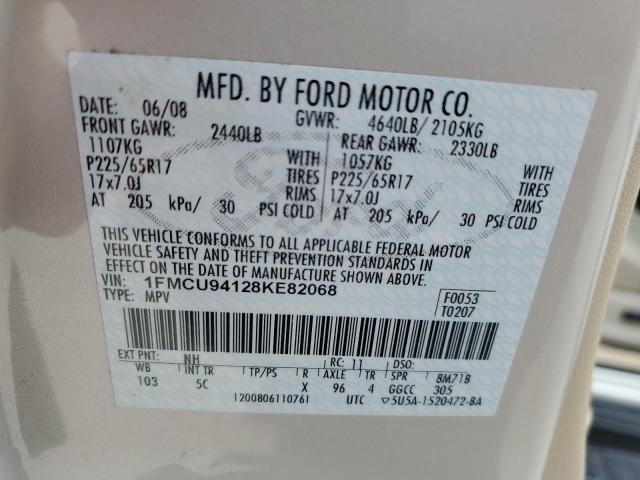 MFD. BY FORD MOTOR CO.
DATE: 06/08 GVWR: 4640LB/ 2105KG
FRONT GAWR: 2440LB REAR GAWR: 2330LB
1107KG WITH 1057KG WITH
P225/65R17 TIRES P225/65R17 TIRES
17x7.0J RIMS 17x7.0J RIMS
AT 205 kPa/ 30 PSI COLD AT 205 kPa/ 30 PSI COLD
THIS VEHICLE CONFORMS TO ALL APPLICABLE FEDERAL MOTOR
VEHICLE SAFETY AND THEFT PREVENTION STANDARDS IN
EFFECT ON THE DATE OF MANUFACTURE SHOWN ABOVE.
VIN: 1FMCU94128KE82068 F0053
TYPE: MPV T0207
EXT PNT: NH RC: 11 DSO:
WB INT TR TP/PS R AXLE TR SPR 8M71B
103 5C X 96 4 GGCC 305
1200806110761 UTC ▽5U5A-1520472-BA